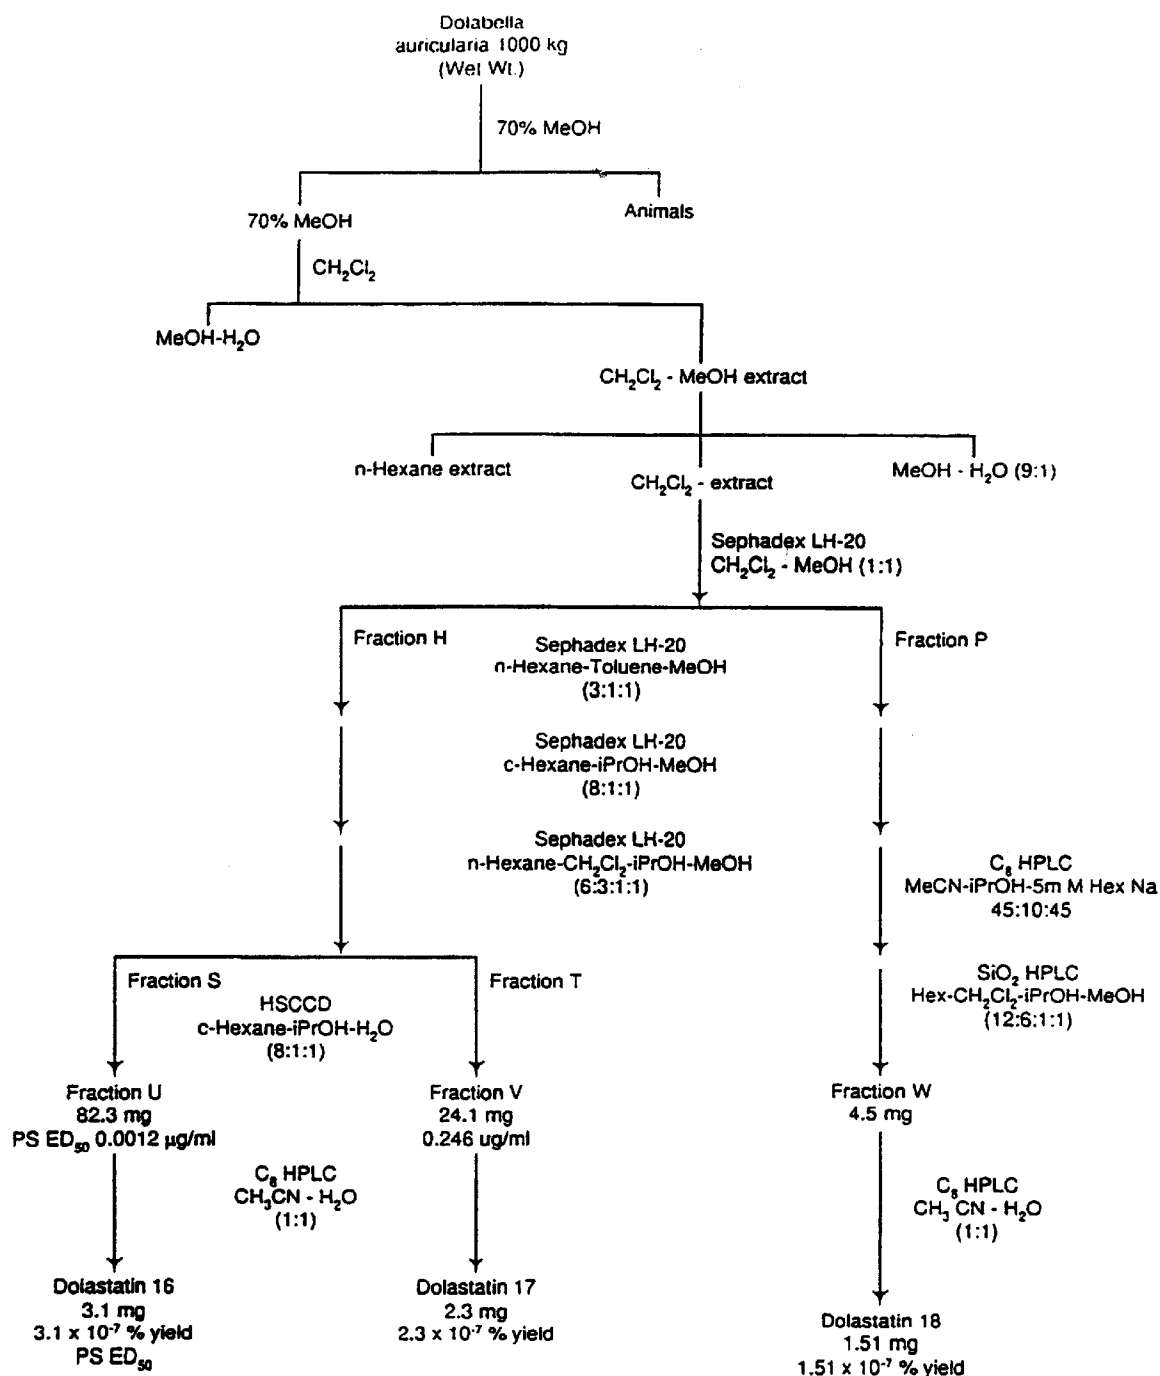 Dolabella
auricularia 1000 kg
(Wet Wt.)
70% MeOH
70% MeOH
Animals
CH₂Cl₂
MeOH-H₂O
CH₂Cl₂ - MeOH extract
n-Hexane extract
CH₂Cl₂ - extract
MeOH - H₂O (9:1)
Sephadex LH-20
CH₂Cl₂ - MeOH (1:1)
Fraction H
Sephadex LH-20
n-Hexane-Toluene-MeOH
(3:1:1)
Fraction P
Sephadex LH-20
c-Hexane-iPrOH-MeOH
(8:1:1)
Sephadex LH-20
n-Hexane-CH₂Cl₂-iPrOH-MeOH
(6:3:1:1)
C₈ HPLC
MeCN-iPrOH-5m M Hex Na
45:10:45
Fraction S
HSCCD
c-Hexane-iPrOH-H₂O
(8:1:1)
Fraction T
SiO₂ HPLC
Hex-CH₂Cl₂-iPrOH-MeOH
(12:6:1:1)
Fraction U
82.3 mg
PS ED₅₀ 0.0012 µg/ml
Fraction V
24.1 mg
0.246 ug/ml
Fraction W
4.5 mg
C₈ HPLC
CH₃CN - H₂O
(1:1)
C₈ HPLC
CH₃ CN - H₂O
(1:1)
Dolastatin 16
3.1 mg
3.1 x 10⁻⁷ % yield
PS ED₅₀
Dolastatin 17
2.3 mg
2.3 x 10⁻⁷ % yield
Dolastatin 18
1.51 mg
1.51 x 10⁻⁷ % yield